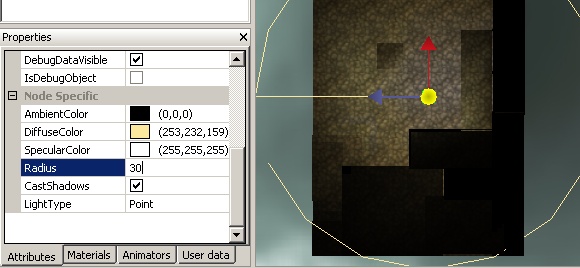 Properties
DebugDataVisible
IsDebugObject
Node Specific
AmbientColor (0,0,0)
DiffuseColor (253,232,159)
SpecularColor (255,255,255)
Radius 30
CastShadows
LightType Point
Attributes Materials Animators User data